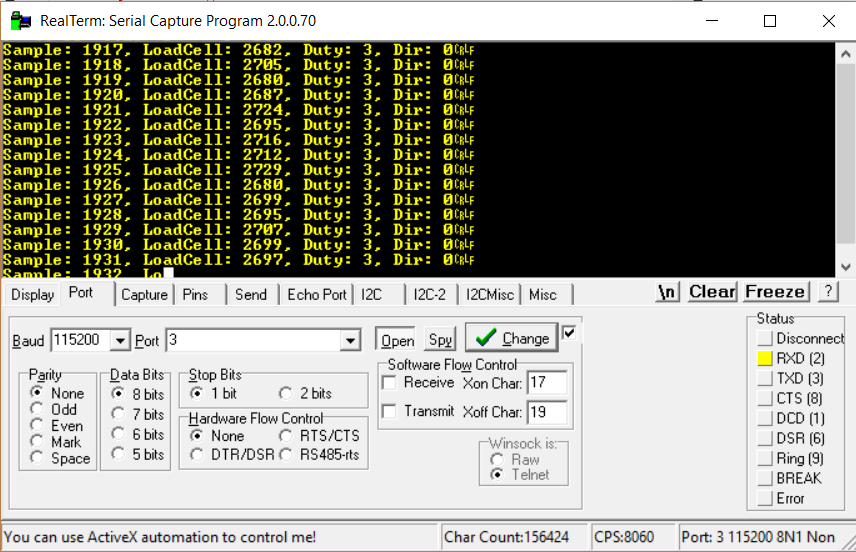 RealTerm: Serial Capture Program 2.0.0.70
Sample: 1917, LoadCell: 2682, Duty: 3, Dir: 0CRLF
Sample: 1918, LoadCell: 2705, Duty: 3, Dir: 0CRLF
Sample: 1919, LoadCell: 2680, Duty: 3, Dir: 0CRLF
Sample: 1920, LoadCell: 2687, Duty: 3, Dir: 0CRLF
Sample: 1921, LoadCell: 2724, Duty: 3, Dir: 0CRLF
Sample: 1922, LoadCell: 2695, Duty: 3, Dir: 0CRLF
Sample: 1923, LoadCell: 2716, Duty: 3, Dir: 0CRLF
Sample: 1924, LoadCell: 2712, Duty: 3, Dir: 0CRLF
Sample: 1925, LoadCell: 2729, Duty: 3, Dir: 0CRLF
Sample: 1926, LoadCell: 2680, Duty: 3, Dir: 0CRLF
Sample: 1927, LoadCell: 2699, Duty: 3, Dir: 0CRLF
Sample: 1928, LoadCell: 2695, Duty: 3, Dir: 0CRLF
Sample: 1929, LoadCell: 2707, Duty: 3, Dir: 0CRLF
Sample: 1930, LoadCell: 2699, Duty: 3, Dir: 0CRLF
Sample: 1931, LoadCell: 2697, Duty: 3, Dir: 0CRLF
Sample: 1932, Lo
Display Port Capture Pins Send Echo Port I2C I2C-2 I2CMisc Misc \n Clear Freeze ?
Baud 115200 Port 3 Open Spy Change
Parity
None
Odd
Even
Mark
Space
Data Bits
8 bits
7 bits
6 bits
5 bits
Stop Bits
1 bit 2 bits
Hardware Flow Control
None RTS/CTS
DTR/DSR RS485-rts
Software Flow Control
Receive Xon Char: 17
Transmit Xoff Char: 19
Winsock is:
Raw
Telnet
Status
Disconnect
RXD (2)
TXD (3)
CTS (8)
DCD (1)
DSR (6)
Ring (9)
BREAK
Error
You can use ActiveX automation to control me! Char Count:156424 CPS:8060 Port: 3 115200 8N1 Non